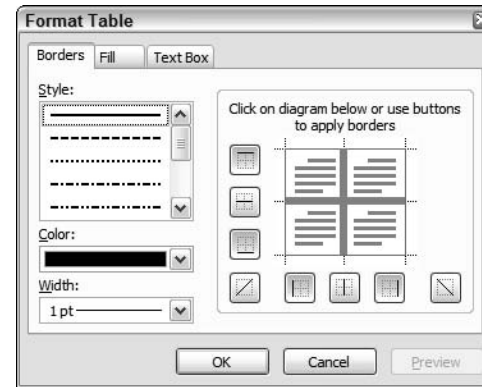 Format Table
Borders Fill Text Box
Style:
Click on diagram below or use buttons
to apply borders
Color:
Width:
1 pt
OK Cancel Preview